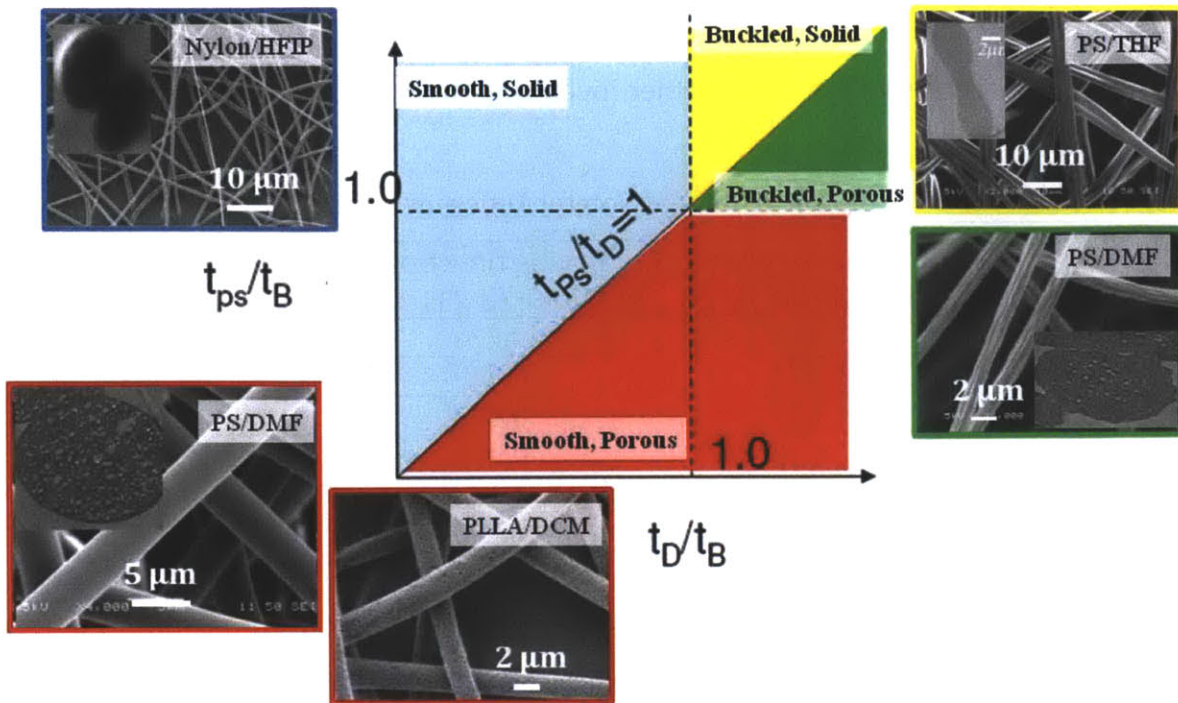 Nylon/HFIP
10 μm
Smooth, Solid
Buckled, Solid
2μ
PS/THF
10 μm
1.0
Buckled, Porous
t_ps/t_B
t_Ps/t_D=1
PS/DMF
2 μm
PS/DMF
5 μm
Smooth, Porous
1.0
PLLA/DCM
2 μm
t_D/t_B